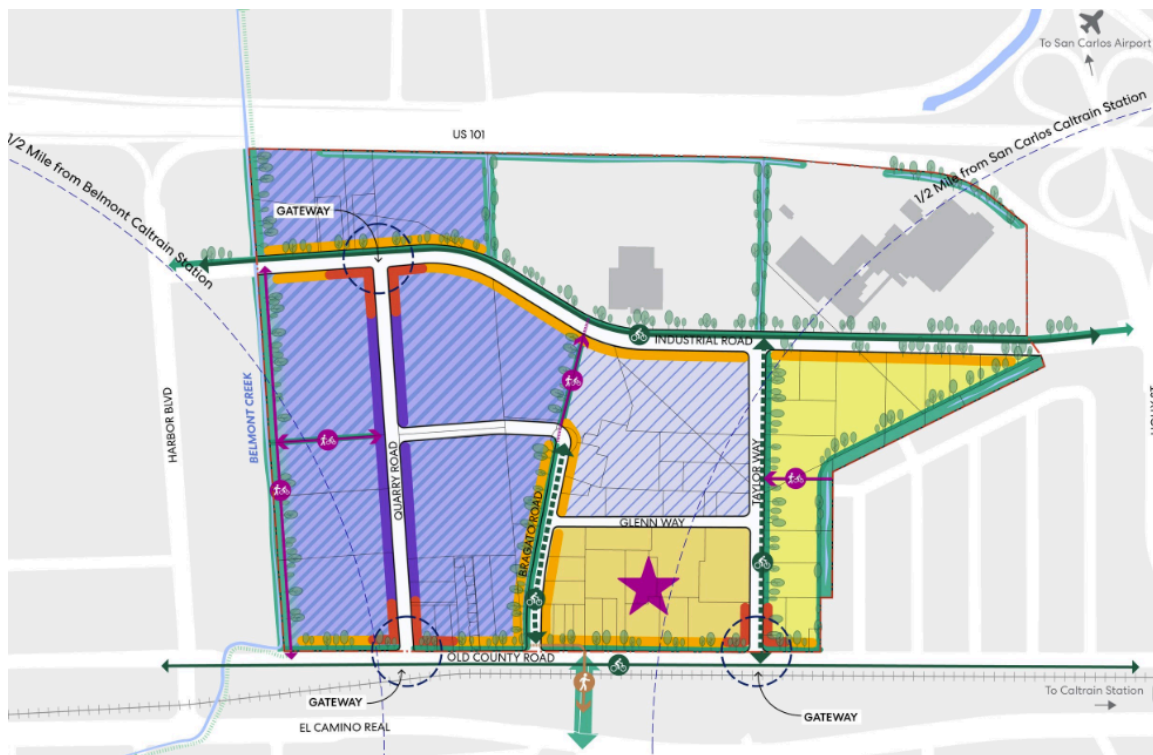 To San Carlos Airport
US 101
1/2 Mile from Belmont Caltrain Station
1/2 Mile from San Carlos Caltrain Station
GATEWAY
INDUSTRIAL ROAD
HARBOR BLVD
BELMONT CREEK
QUARRY ROAD
BRAGATO ROAD
TAYLOR WAY
GLENN WAY
OLD COUNTY ROAD
GATEWAY
GATEWAY
EL CAMINO REAL
To Caltrain Station